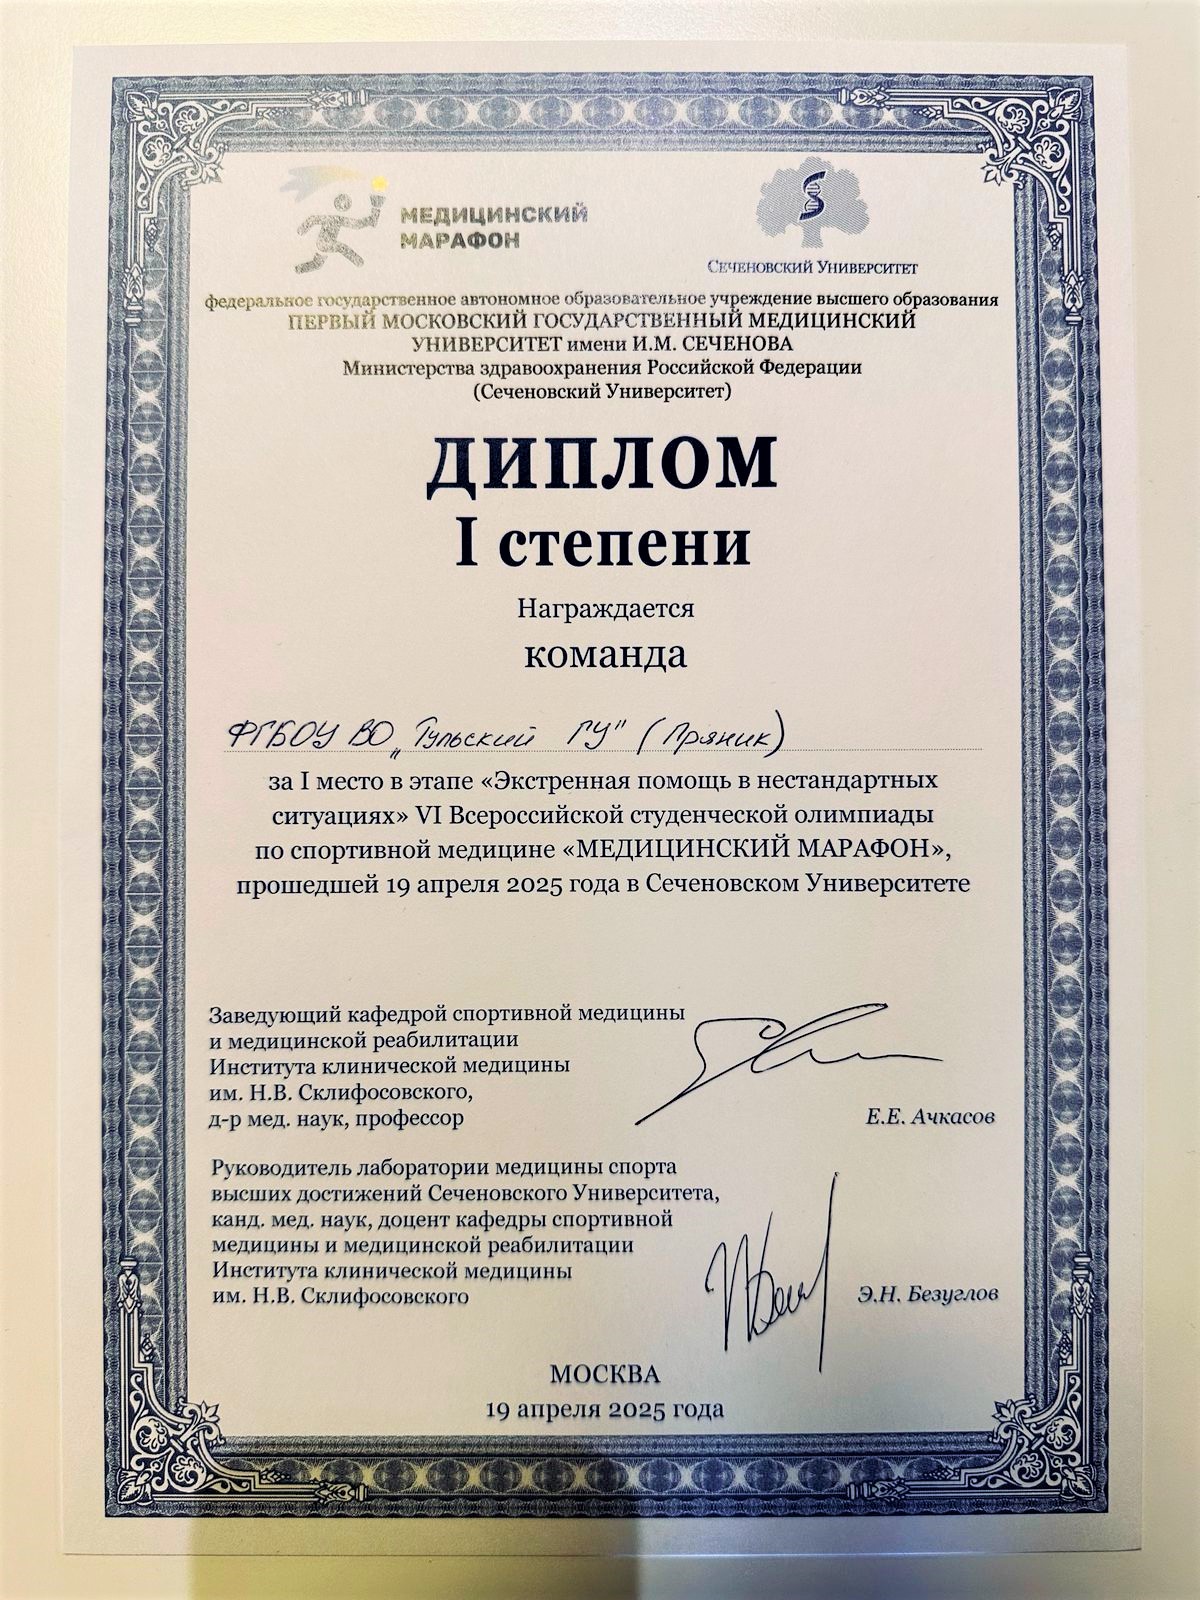 МЕДИЦИНСКИЙ
МАРАФОН
СЕЧЕНОВСКИЙ УНИВЕРСИТЕТ
федеральное государственное автономное образовательное учреждение высшего образования
ПЕРВЫЙ МОСКОВСКИЙ ГОСУДАРСТВЕННЫЙ МЕДИЦИНСКИЙ
УНИВЕРСИТЕТ имени И.М. СЕЧЕНОВА
Министерства здравоохранения Российской Федерации
(Сеченовский Университет)
ДИПЛОМ
I степени
Награждается
команда
ФГБОУ ВО „Тульский ГУ" (Пряник)
за I место в этапе «Экстренная помощь в нестандартных
ситуациях» VI Всероссийской студенческой олимпиады
по спортивной медицине «МЕДИЦИНСКИЙ МАРАФОН»,
прошедшей 19 апреля 2025 года в Сеченовском Университете
Заведующий кафедрой спортивной медицины
и медицинской реабилитации
Института клинической медицины
им. Н.В. Склифосовского,
д-р мед. наук, профессор
Е.Е. Ачкасов
Руководитель лаборатории медицины спорта
высших достижений Сеченовского Университета,
канд. мед. наук, доцент кафедры спортивной
медицины и медицинской реабилитации
Института клинической медицины
им. Н.В. Склифосовского
Э.Н. Безуглов
МОСКВА
19 апреля 2025 года